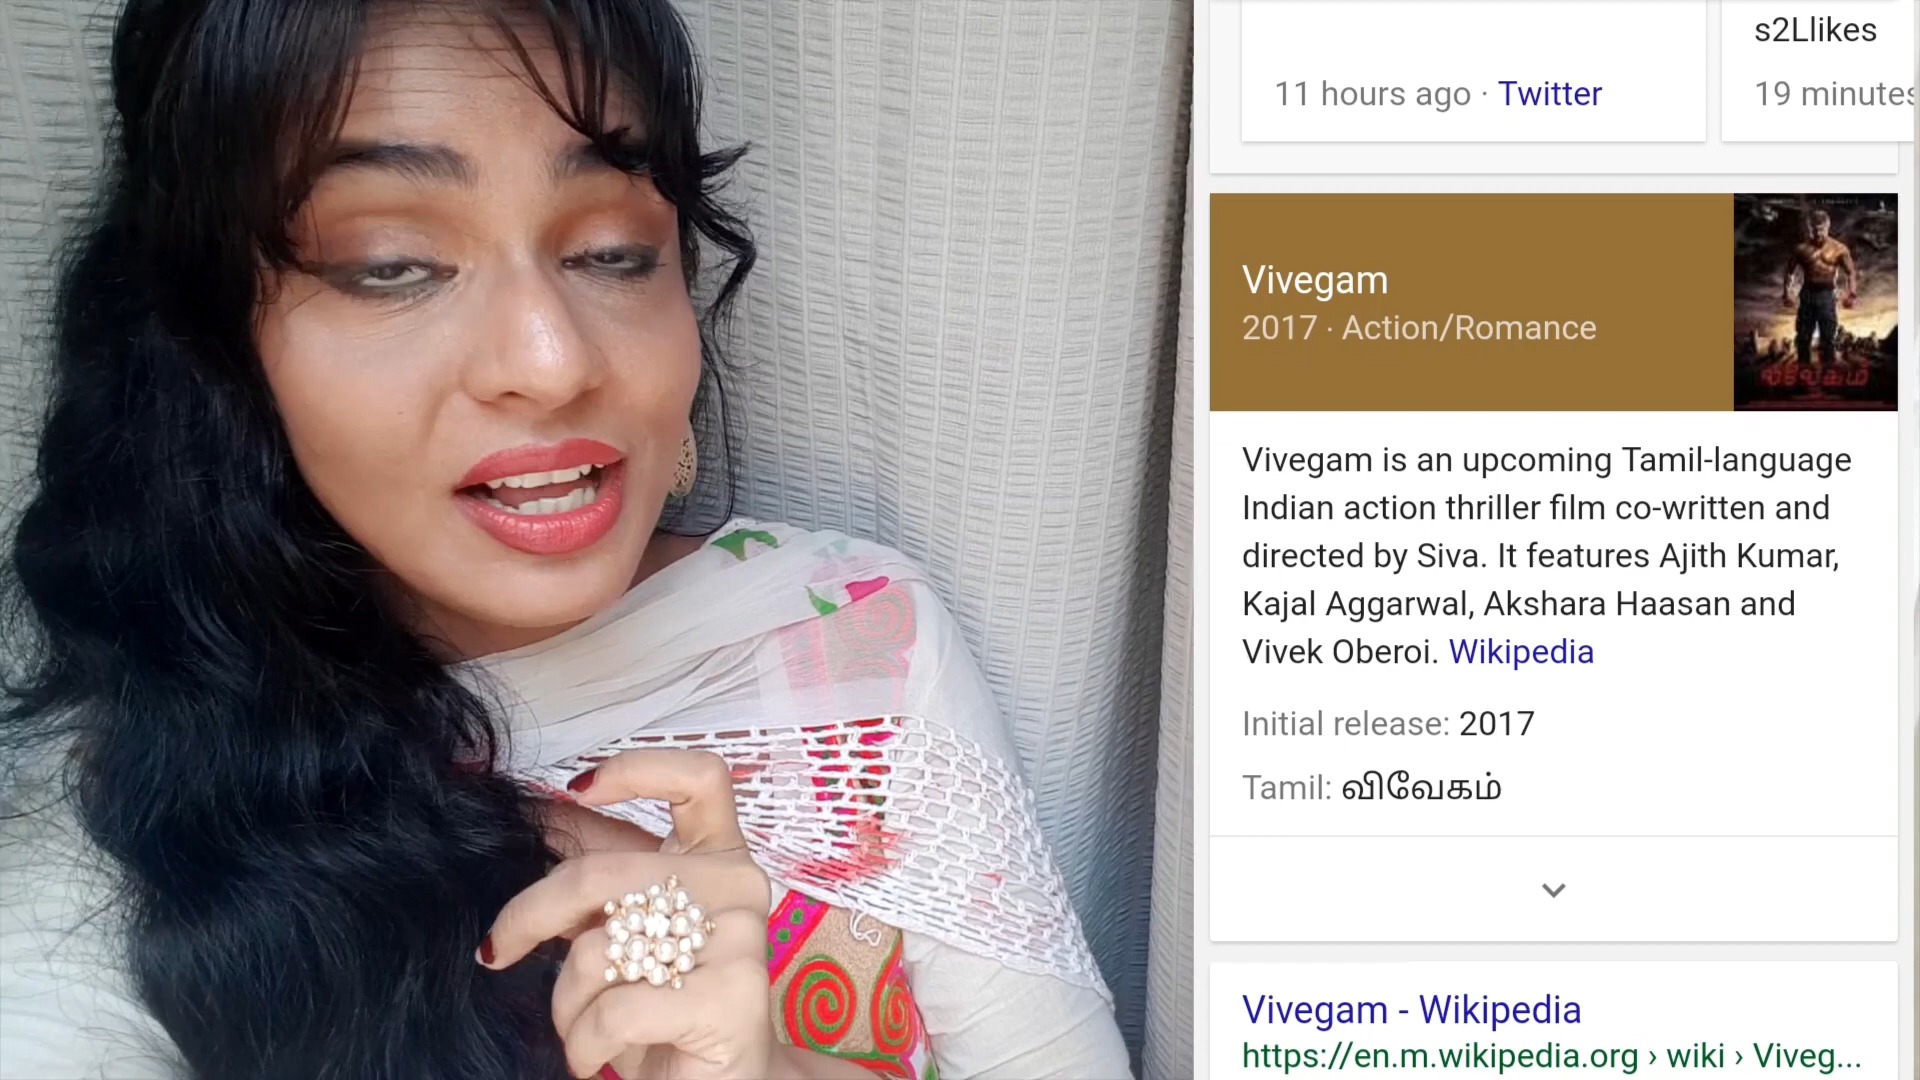 s2Llikes
11 hours ago · Twitter
19 minutes
Vivegam
2017 · Action/Romance
விவேகம்
Vivegam is an upcoming Tamil-language
Indian action thriller film co-written and
directed by Siva. It features Ajith Kumar,
Kajal Aggarwal, Akshara Haasan and
Vivek Oberoi. Wikipedia
Initial release: 2017
Tamil: விவேகம்
Vivegam - Wikipedia
https://en.m.wikipedia.org › wiki › Viveg...